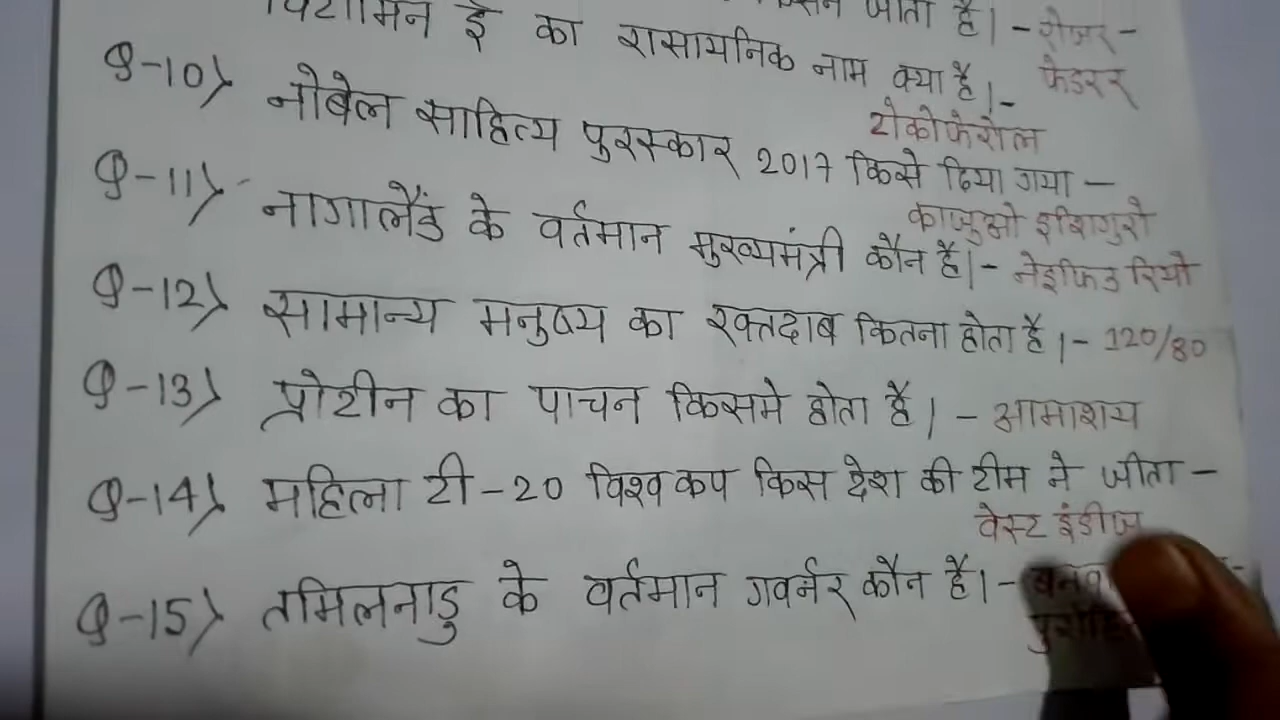 जाता है। - रोजर -
विटामिन ई का रासायनिक नाम क्या है।- फेडरर
टोकोफेरोल
Q-10) नोबेल साहित्य पुरस्कार 2017 किसे दिया गया -
काजुओ इशिगुरो
Q-11) नागालैंड के वर्तमान मुख्यमंत्री कौन है।- नेइफिउ रियो
Q-12) सामान्य मनुष्य का रक्तदाब कितना होता है।- 120/80
Q-13) प्रोटीन का पाचन किसमे होता है। - आमाशय
Q-14) महिला टी-20 विश्व कप किस देश की टीम ने जीता -
वेस्ट इंडीज
Q-15) तमिलनाडु के वर्तमान गवर्नर कौन है।-